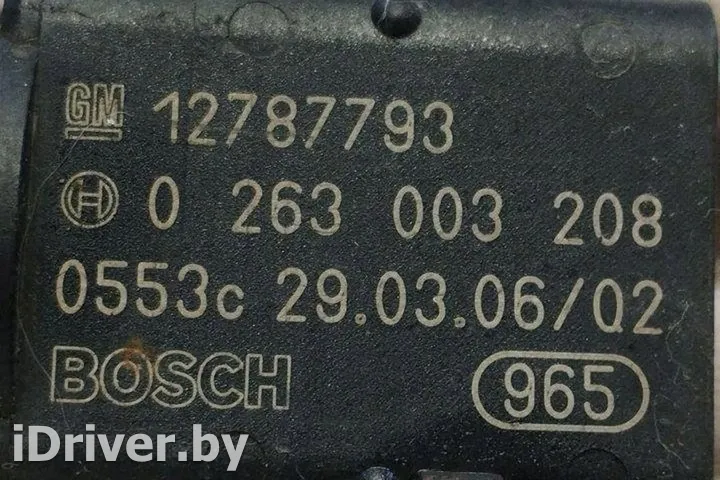 GM 12787793
0 263 003 208
0553c 29.03.06/02
BOSCH 965
iDriver.by